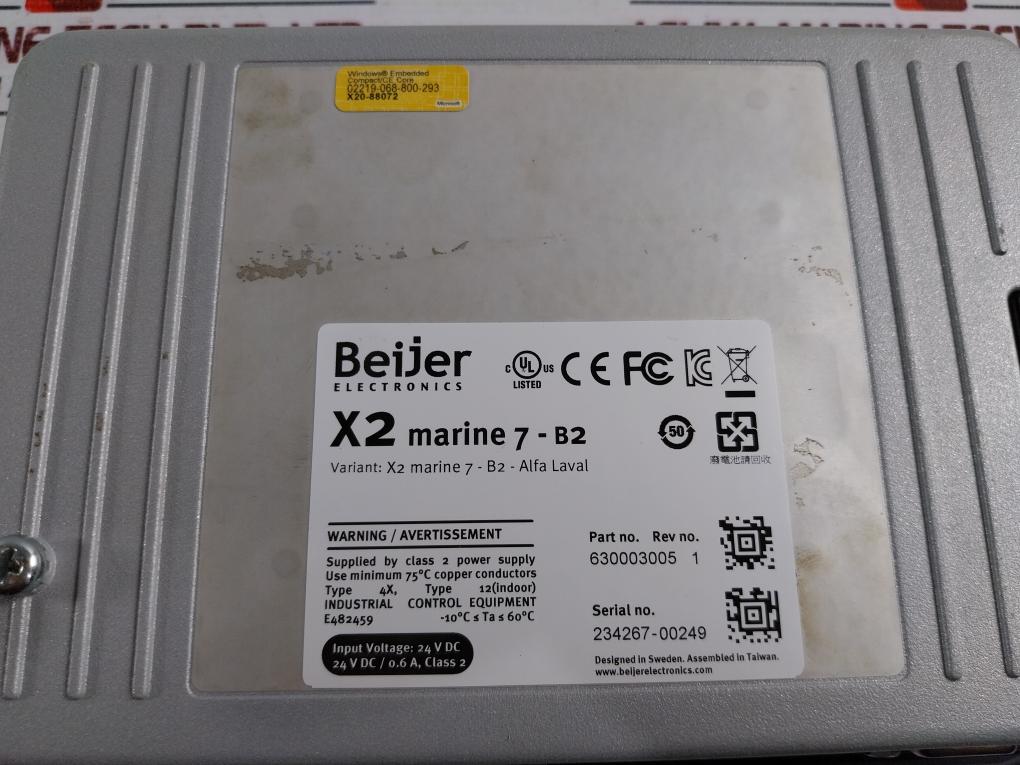 Windows® Embedded
Compact/CE Core
02219-068-800-293
X20-88072
Microsoft
Beijer
ELECTRONICS
C UL US
LISTED
CE FC
X2 marine 7 - B2
50
Variant: X2 marine 7 - B2 - Alfa Laval
廢電池請回收
WARNING / AVERTISSEMENT
Supplied by class 2 power supply
Use minimum 75°C copper conductors
Type 4X, Type 12(indoor)
INDUSTRIAL CONTROL EQUIPMENT
E482459 -10°C ≤ Ta ≤ 60°C
Input Voltage: 24 V DC
24 V DC / 0.6 A, Class 2
Part no. Rev no.
630003005 1
Serial no.
234267-00249
Designed in Sweden. Assembled in Taiwan.
www.beijerelectronics.com